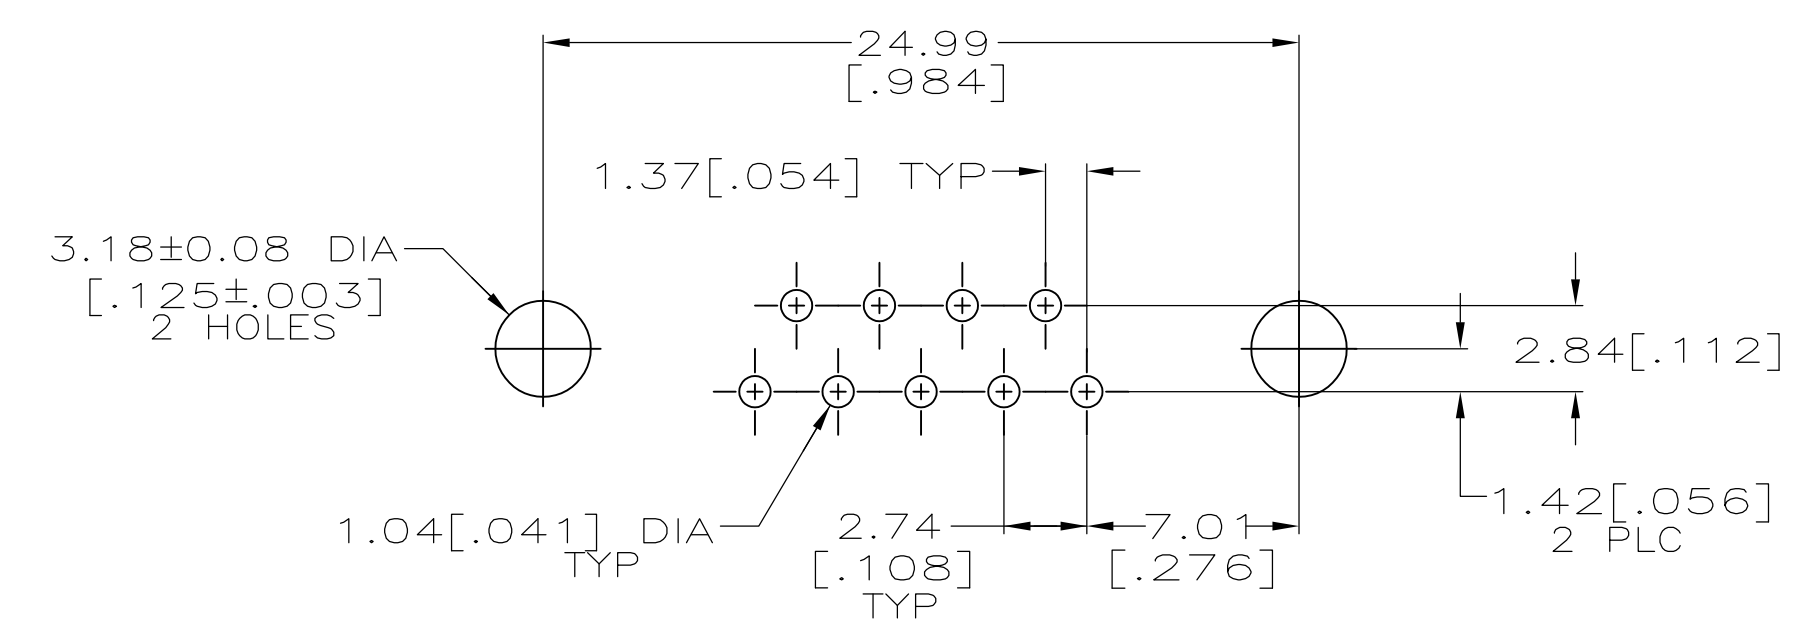 24.99
[.984]
1.37[.054] TYP
3.18±0.08 DIA
[.125±.003]
2 HOLES
2.84[.112]
1.42[.056]
2 PLC
1.04[.041] DIA
TYP
2.74
[.108]
TYP
7.01
[.276]